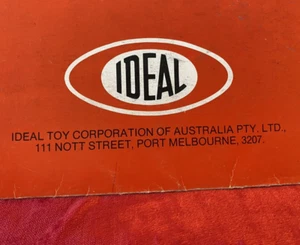 IDEAL
IDEAL TOY CORPORATION OF AUSTRALIA PTY. LTD.,
111 NOTT STREET, PORT MELBOURNE, 3207.